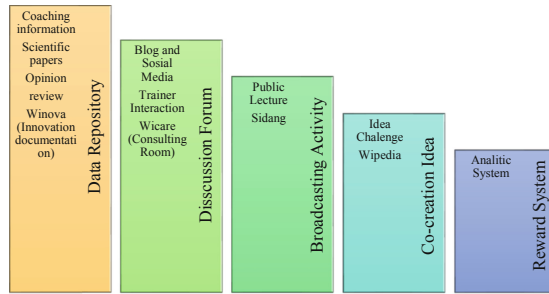 Coaching
information
Scientific
papers
Opinion
review
Winova
(Innovation
documentati
on)
Data Repository
Blog and
Sosial
Media
Trainer
Interaction
Wicare
(Consulting
Room)
Disscussion Forum
Public
Lecture
Sidang
Broadcasting Activity
Idea
Chalenge
Wipedia
Co-creation Idea
Analitic
System
Reward System